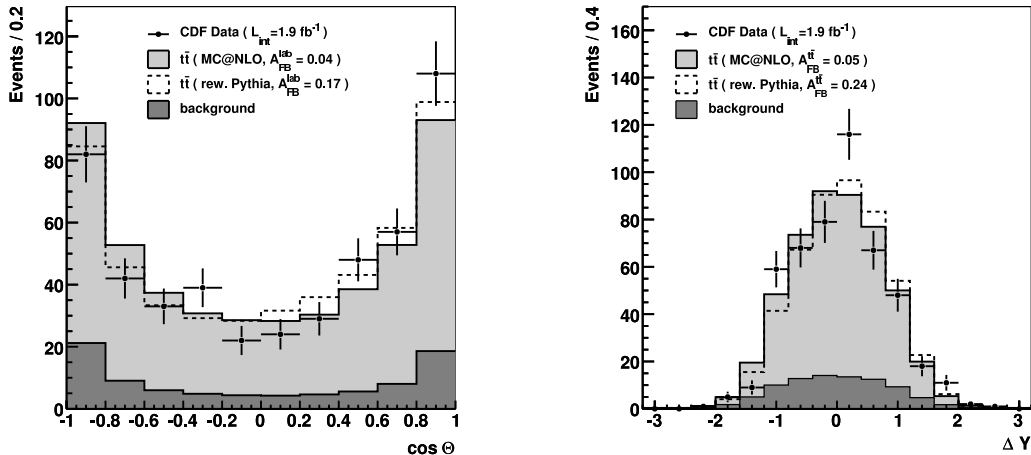 Events / 0.2
120
100
80
60
40
20
0
CDF Data ( L_int=1.9 fb⁻¹)
tt̄ ( MC@NLO, A_FB^lab = 0.04 )
tt̄ ( rew. Pythia, A_FB^lab = 0.17 )
background
-1 -0.8 -0.6 -0.4 -0.2 0 0.2 0.4 0.6 0.8 1
cos Θ
Events / 0.4
160
140
120
100
80
60
40
20
0
CDF Data ( L_int=1.9 fb⁻¹)
tt̄ ( MC@NLO, A_FB^tt̄ = 0.05 )
tt̄ ( rew. Pythia, A_FB^tt̄ = 0.24 )
background
-3 -2 -1 0 1 2 3
Δ Y